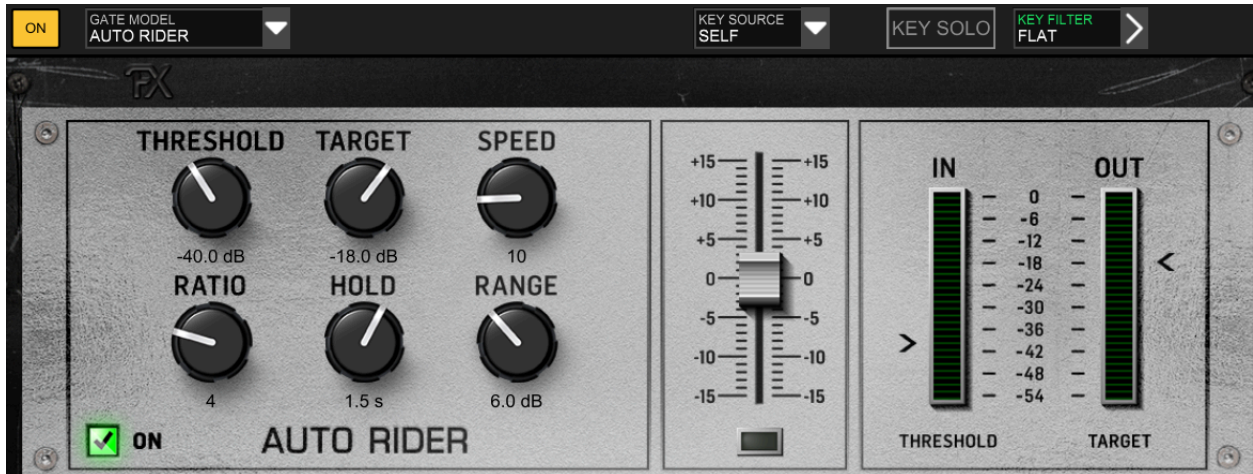 ON
GATE MODEL
AUTO RIDER
KEY SOURCE
SELF
KEY SOLO
KEY FILTER
FLAT
FX
THRESHOLD TARGET SPEED
-40.0 dB -18.0 dB 10
RATIO HOLD RANGE
4 1.5 s 6.0 dB
ON AUTO RIDER
+15 +15
+10 +10
+5 +5
0 0
-5 -5
-10 -10
-15 -15
IN OUT
0
-6
-12
-18
-24
-30
-36
-42
-48
-54
THRESHOLD TARGET